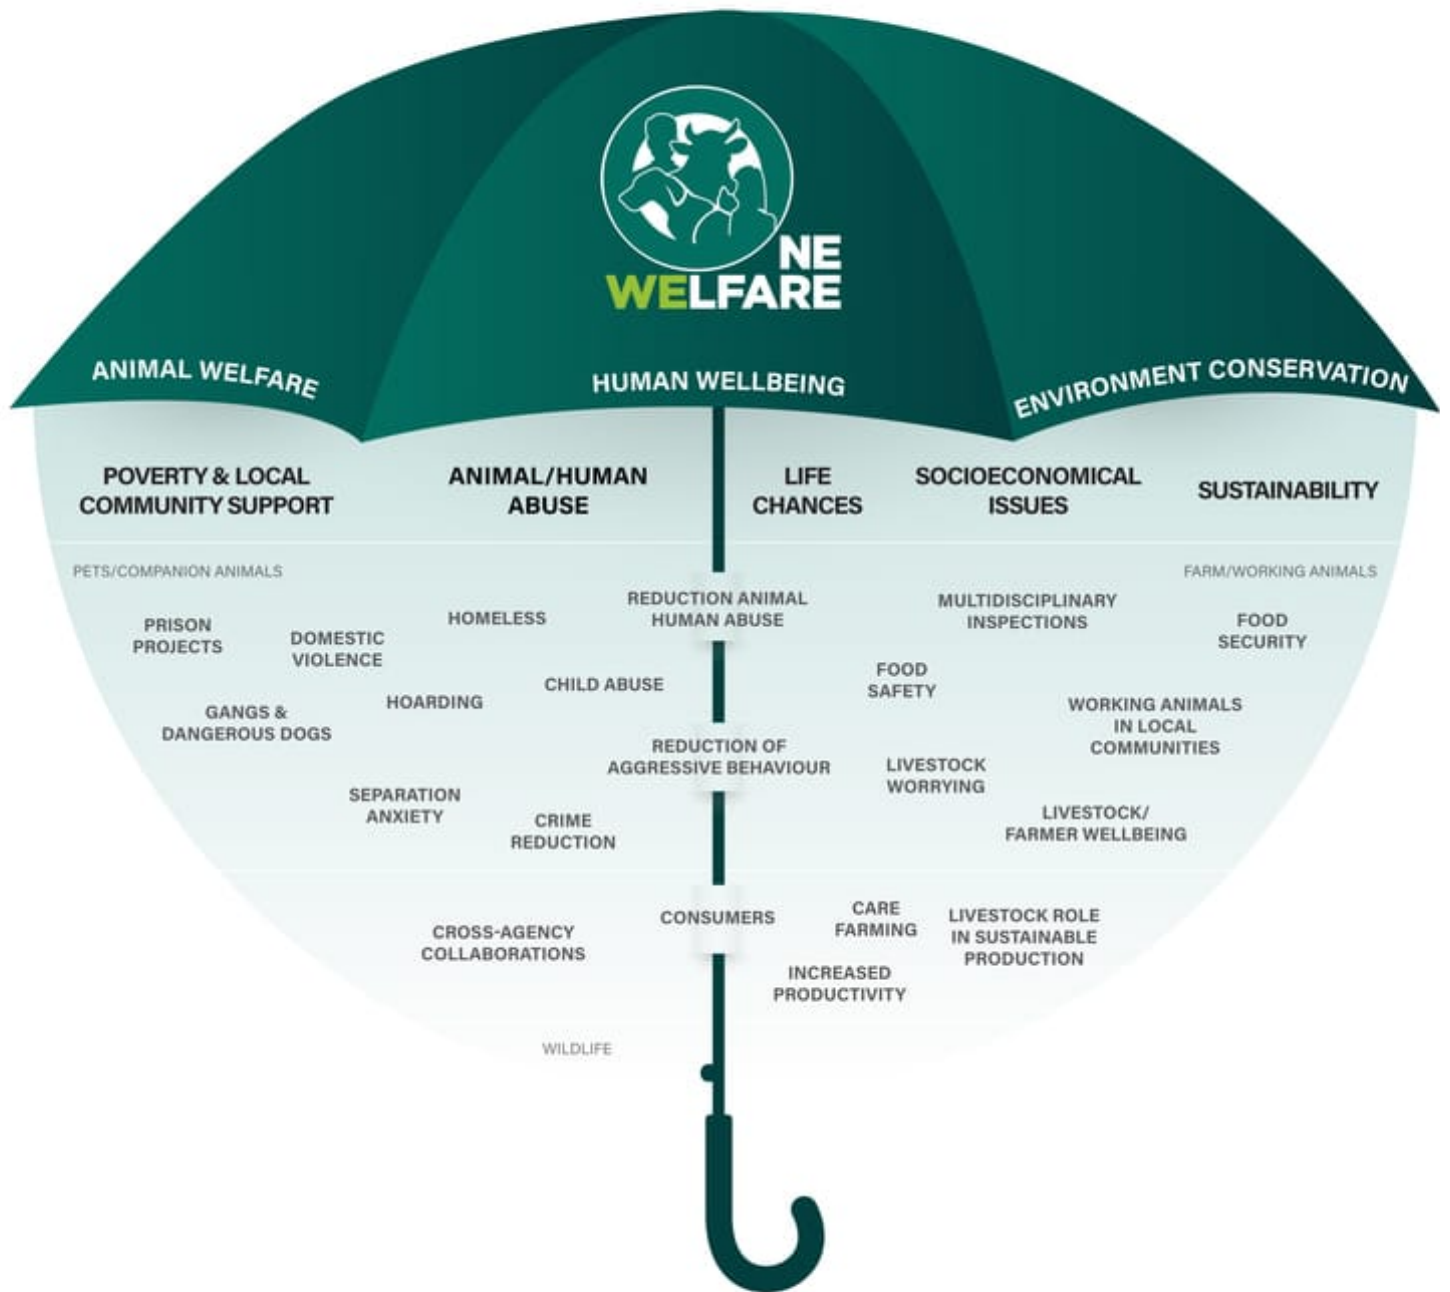 NE
WELFARE
ANIMAL WELFARE
HUMAN WELLBEING
ENVIRONMENT CONSERVATION
POVERTY & LOCAL
COMMUNITY SUPPORT
ANIMAL/HUMAN
ABUSE
LIFE
CHANCES
SOCIOECONOMICAL
ISSUES
SUSTAINABILITY
PETS/COMPANION ANIMALS
FARM/WORKING ANIMALS
PRISON
PROJECTS
DOMESTIC
VIOLENCE
HOMELESS
REDUCTION ANIMAL
HUMAN ABUSE
MULTIDISCIPLINARY
INSPECTIONS
FOOD
SECURITY
GANGS &
DANGEROUS DOGS
HOARDING
CHILD ABUSE
FOOD
SAFETY
WORKING ANIMALS
IN LOCAL
COMMUNITIES
REDUCTION OF
AGGRESSIVE BEHAVIOUR
LIVESTOCK
WORRYING
SEPARATION
ANXIETY
CRIME
REDUCTION
LIVESTOCK/
FARMER WELLBEING
CROSS-AGENCY
COLLABORATIONS
CONSUMERS
CARE
FARMING
LIVESTOCK ROLE
IN SUSTAINABLE
PRODUCTION
INCREASED
PRODUCTIVITY
WILDLIFE